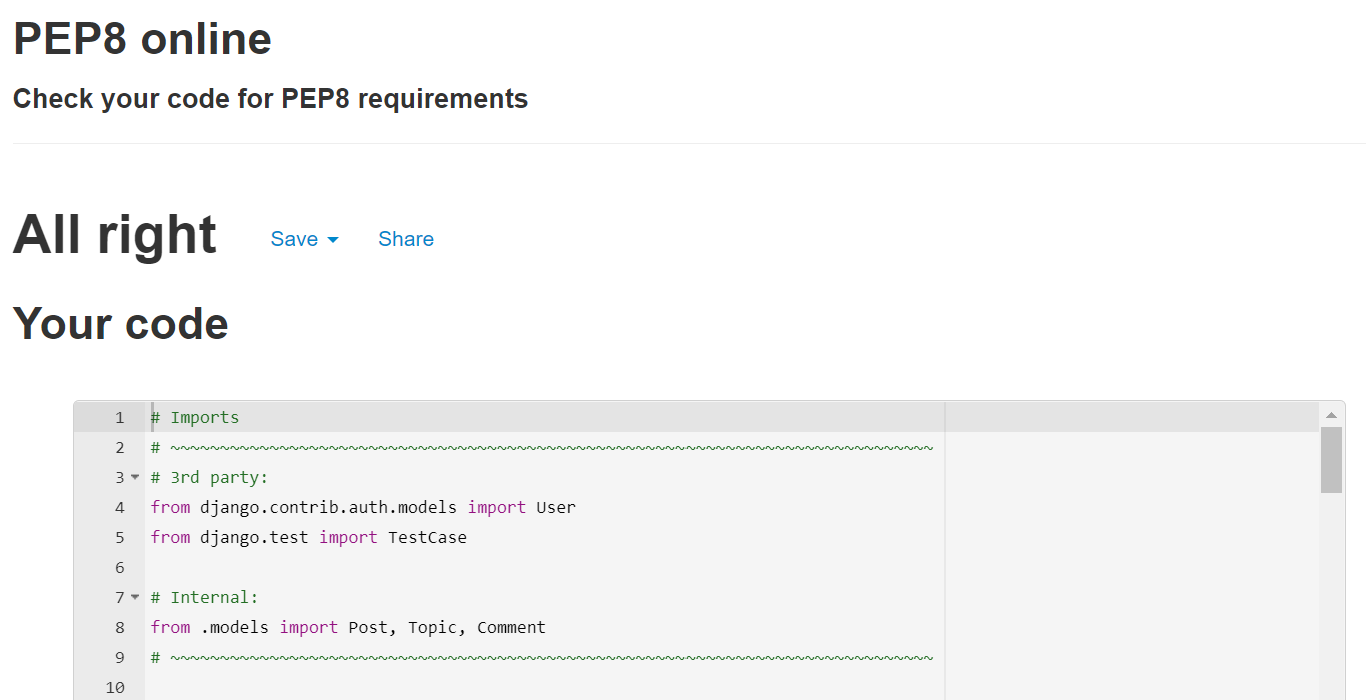 PEP8 online
Check your code for PEP8 requirements
All right Save Share
Your code
1 # Imports
2 # ~~~~~~~~~~~~~~~~~~~~~~~~~~~~~~~~~~~~~~~~~~~~~~~~~~~~~~~~~~~~~~~~~~~~~~~~~~~~~
3 # 3rd party:
4 from django.contrib.auth.models import User
5 from django.test import TestCase
6
7 # Internal:
8 from .models import Post, Topic, Comment
9 # ~~~~~~~~~~~~~~~~~~~~~~~~~~~~~~~~~~~~~~~~~~~~~~~~~~~~~~~~~~~~~~~~~~~~~~~~~~~~~
10